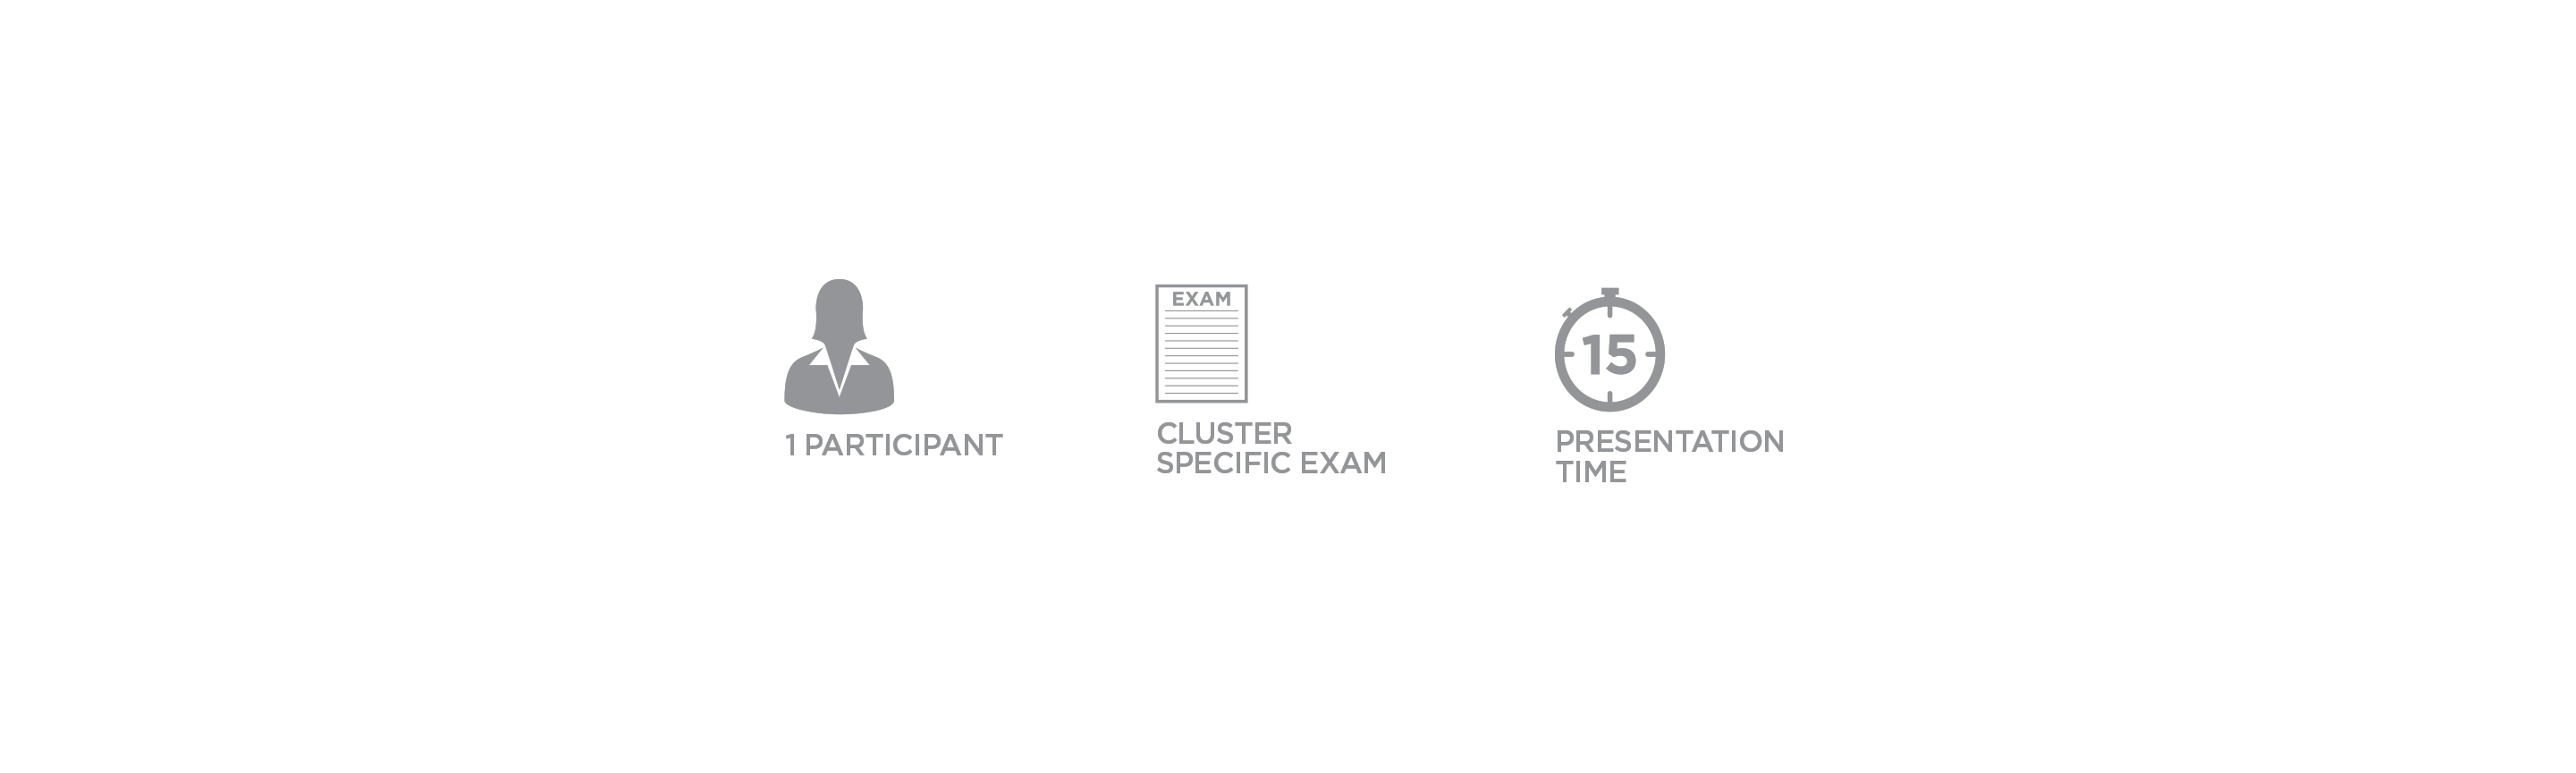 1 PARTICIPANT
EXAM
CLUSTER
SPECIFIC EXAM
15
PRESENTATION
TIME